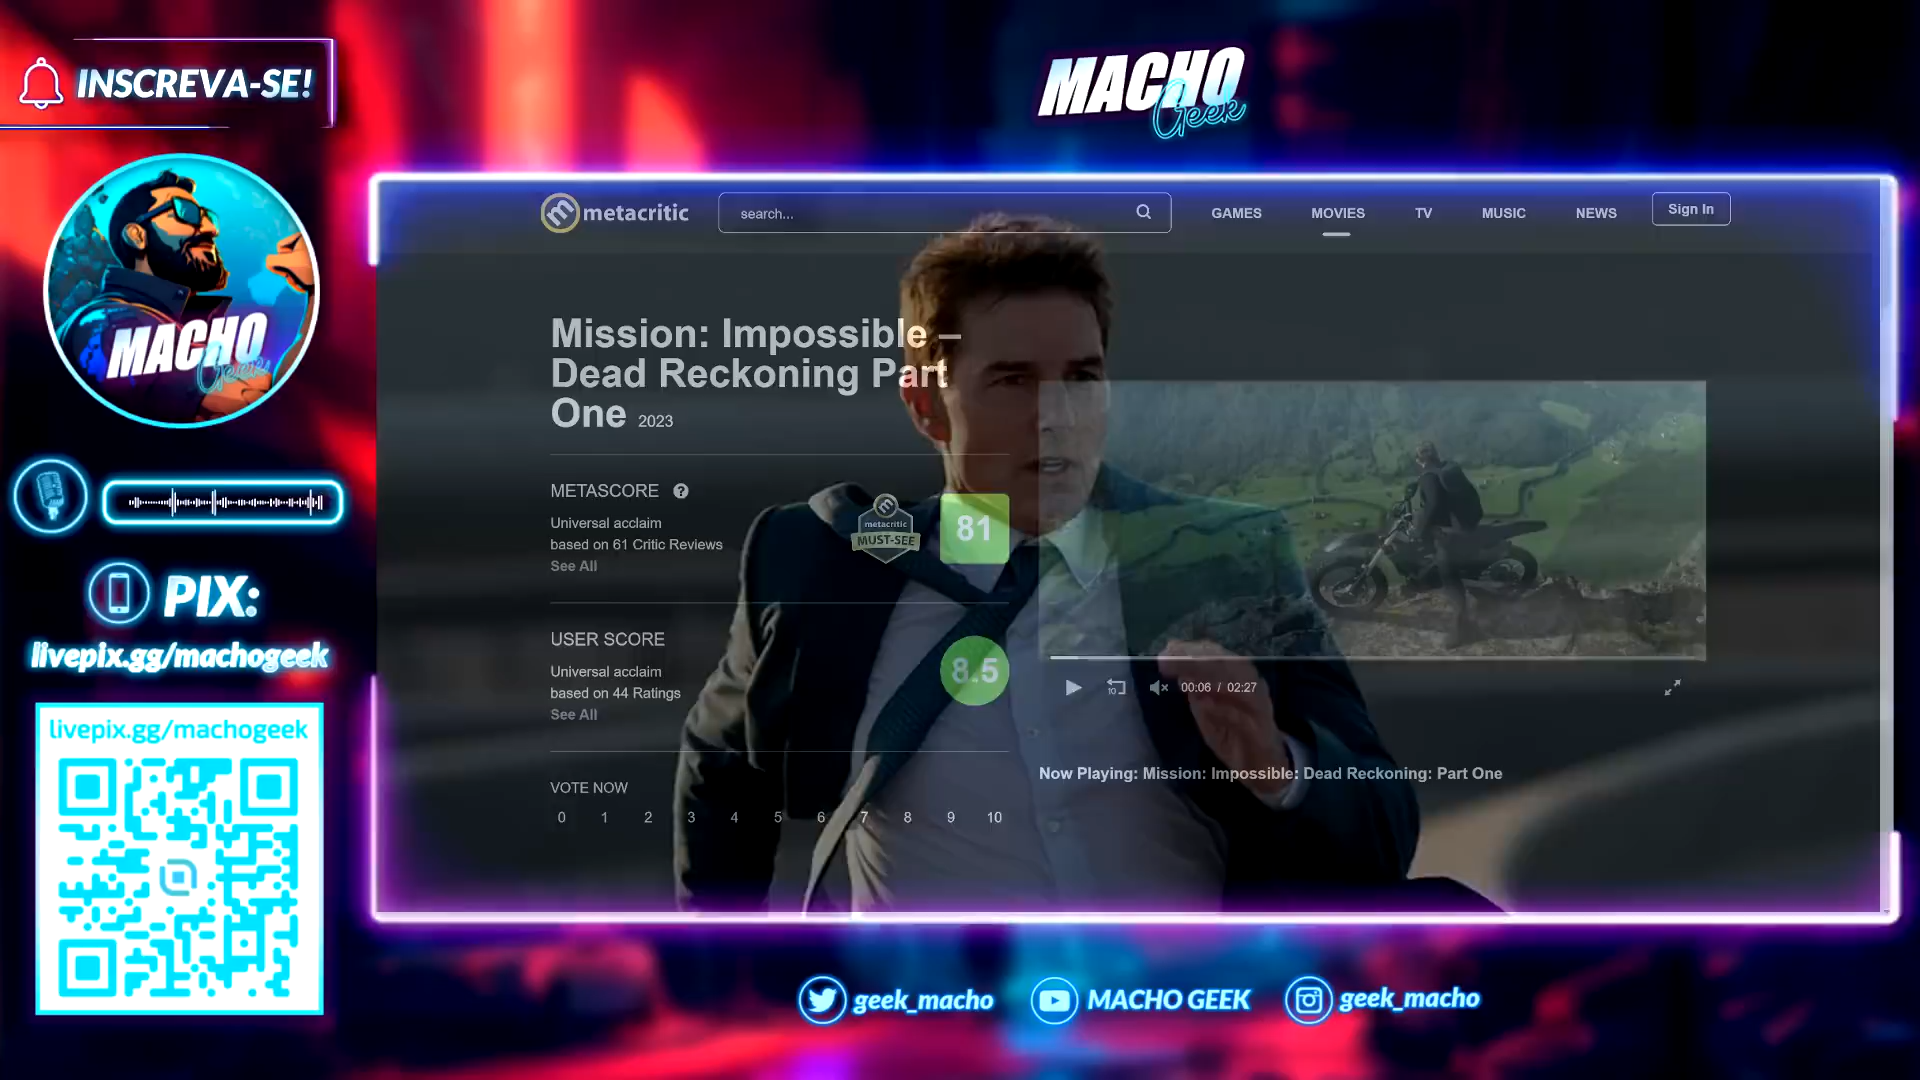 INSCREVA-SE!
MACHO
Geek
MACHO
Geek
PIX:
livepix.gg/machogeek
livepix.gg/machogeek
metacritic
search...
GAMES
MOVIES
TV
MUSIC
NEWS
Sign In
Mission: Impossible –
Dead Reckoning Part
One 2023
METASCORE ?
Universal acclaim
based on 61 Critic Reviews
See All
metacritic
MUST-SEE
81
USER SCORE
Universal acclaim
based on 44 Ratings
See All
8.5
VOTE NOW
0 1 2 3 4 5 6 7 8 9 10
10
00:06 / 02:27
Now Playing: Mission: Impossible: Dead Reckoning: Part One
geek_macho
MACHO GEEK
geek_macho